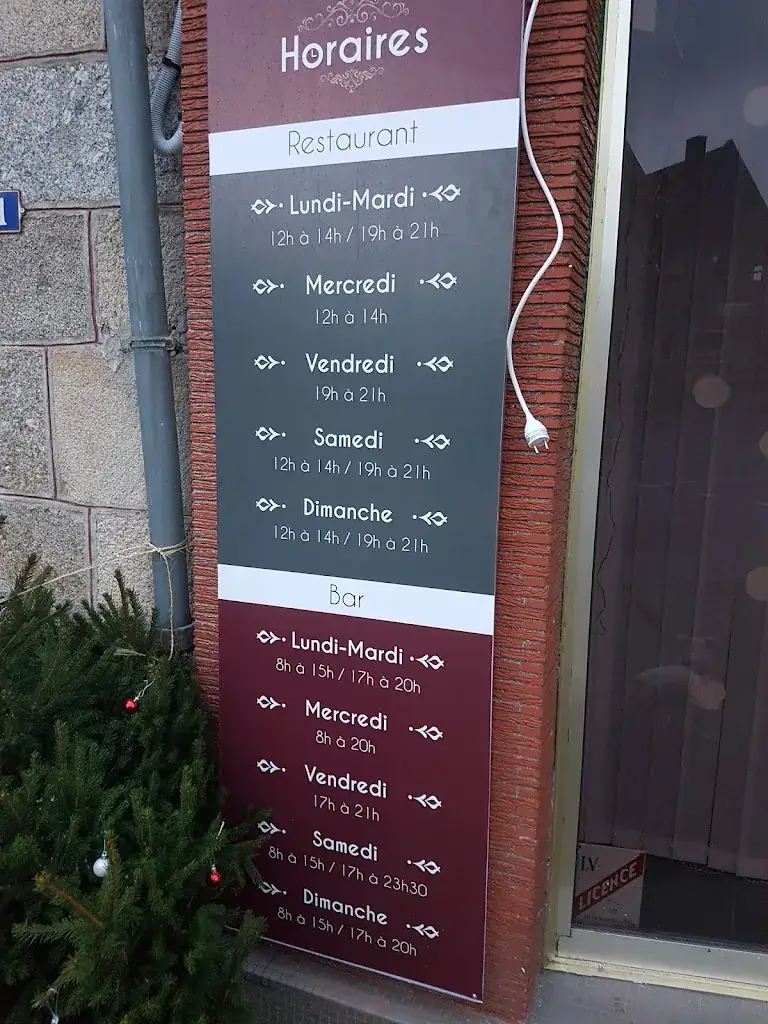 Horaires
Restaurant
Lundi-Mardi
12h à 14h / 19h à 21h
Mercredi
12h à 14h
Vendredi
19h à 21h
Samedi
12h à 14h / 19h à 21h
Dimanche
12h à 14h / 19h à 21h
Bar
Lundi-Mardi
8h à 15h / 17h à 20h
Mercredi
8h à 20h
Vendredi
17h à 21h
Samedi
8h à 15h / 17h à 23h30
Dimanche
8h à 15h / 17h à 20h
LICENCE